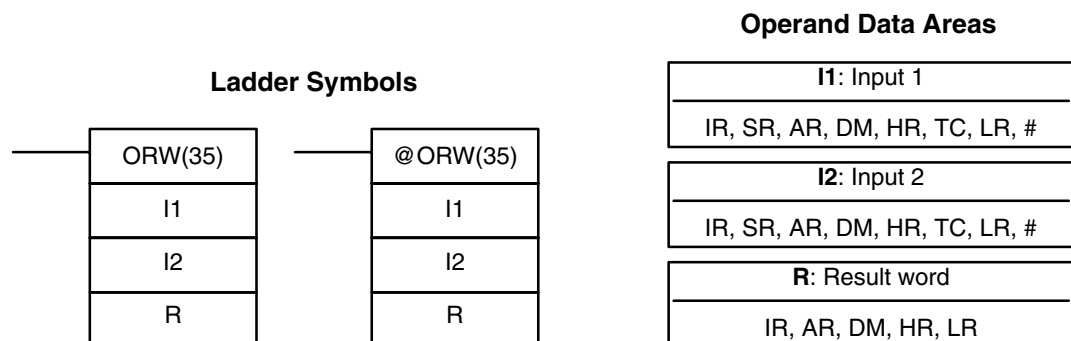 Operand Data Areas
Ladder Symbols
I1: Input 1
IR, SR, AR, DM, HR, TC, LR, #
ORW(35)
@ORW(35)
I2: Input 2
I1
I1
IR, SR, AR, DM, HR, TC, LR, #
I2
I2
R: Result word
R
R
IR, AR, DM, HR, LR